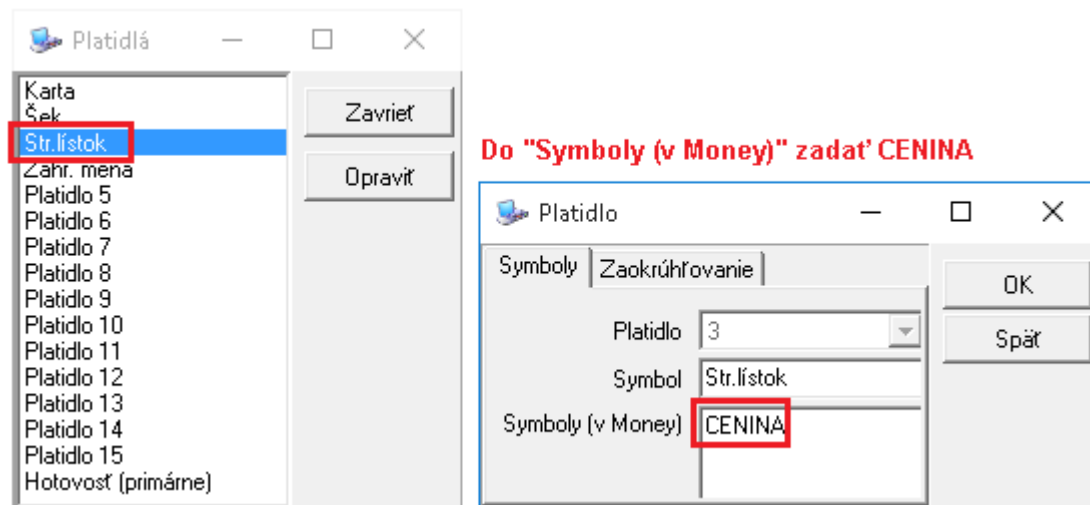 Platidlá
Karta
Šek
Str.lístok
Zahr. mena
Platidlo 5
Platidlo 6
Platidlo 7
Platidlo 8
Platidlo 9
Platidlo 10
Platidlo 11
Platidlo 12
Platidlo 13
Platidlo 14
Platidlo 15
Hotovosť (primárne)
Zavrieť
Opraviť
Do "Symboly (v Money)" zadať CENINA
Platidlo
Symboly Zaokrúhľovanie
Platidlo 3
Symbol Str.lístok
Symboly (v Money) CENINA
OK
Späť